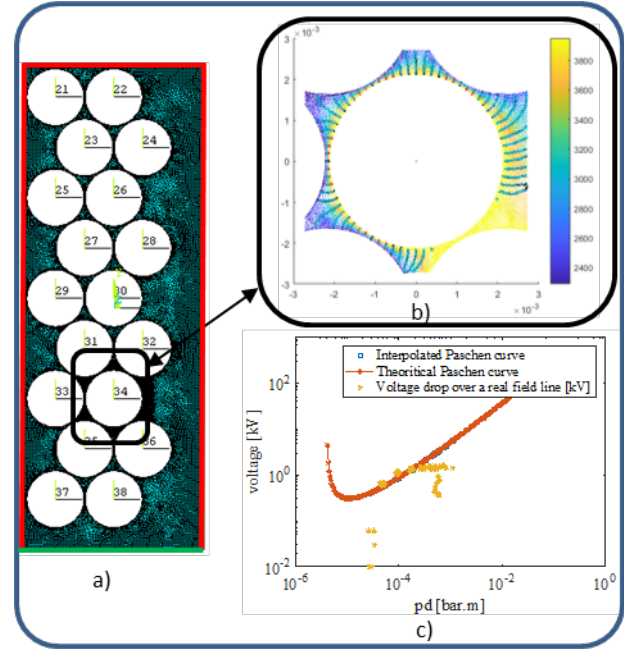 21 22
23 24
25 26
27 28
29 30
31 32
33 34
35 36
37 38
a)
3 ×10⁻³
2
1
0
-1
-2
-3
-3 -2 -1 0 1 2 3
×10⁻³
3800
3600
3400
3200
3000
2800
2600
2400
b)
Interpolated Paschen curve
Theoritical Paschen curve
Voltage drop over a real field line [kV]
voltage [ kV ]
10²
10⁰
10⁻²
10⁻⁶ 10⁻⁴ 10⁻² 10⁰
pd [bar.m]
c)